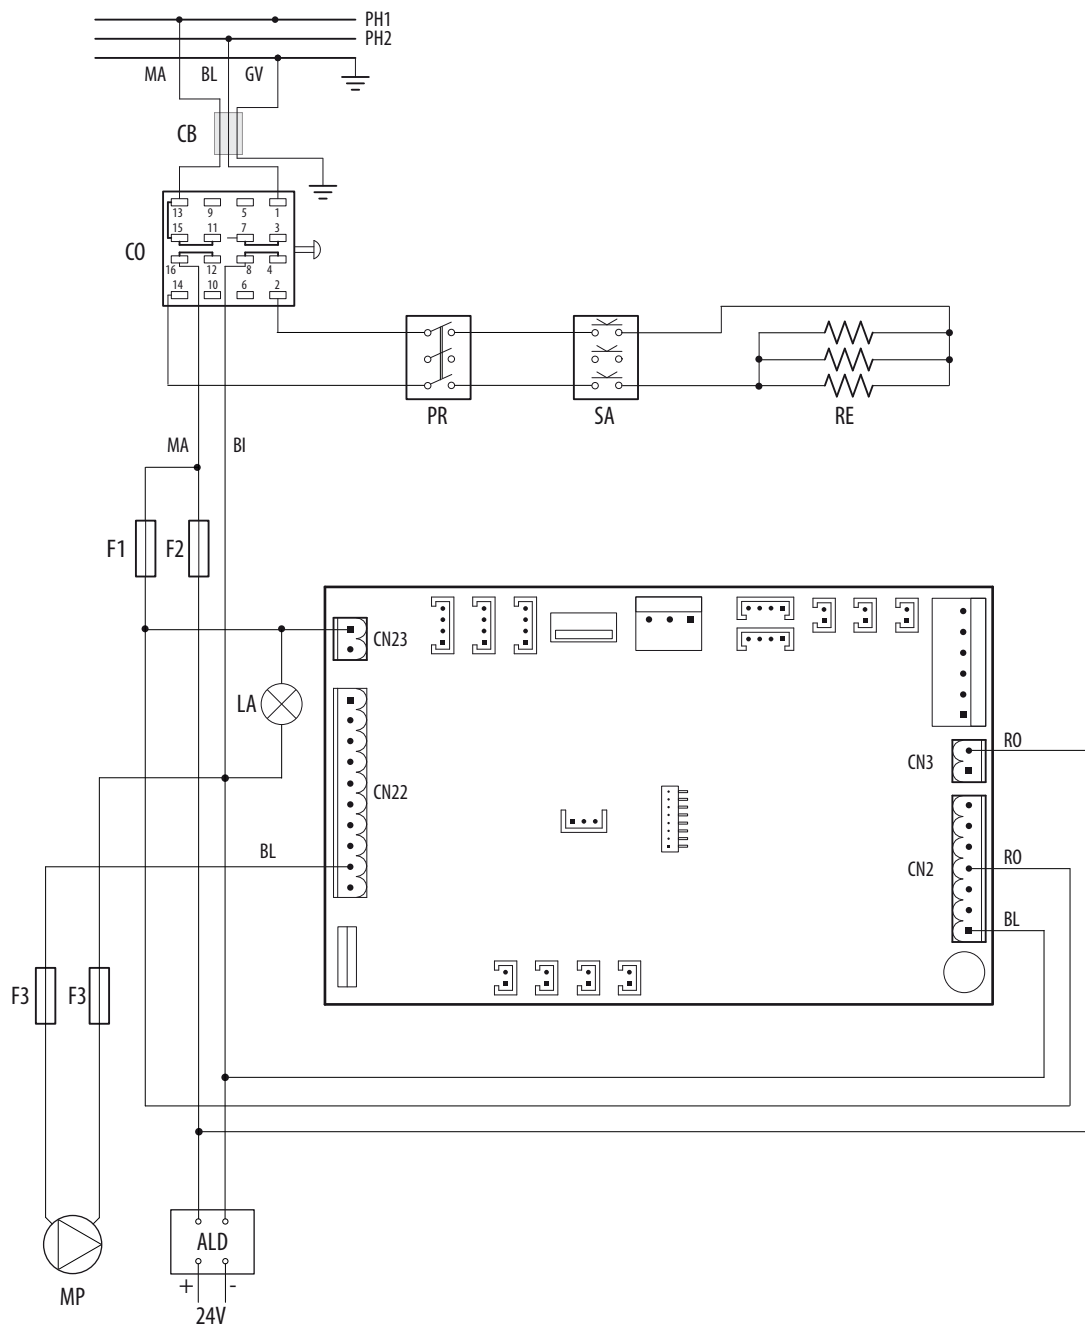 PH1
PH2
MA BL GV
CB
13 9 5 1
15 11 7 3
CO
16 12 8 4
14 10 6 2
PR SA RE
MA BI
F1 F2
CN23
LA
RO
CN3
CN22
BL
RO
CN2
BL
F3 F3
ALD
+ -
MP
24V